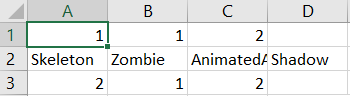 A B C D
1 1 1 2
2 Skeleton Zombie AnimatedA Shadow
3 2 1 2